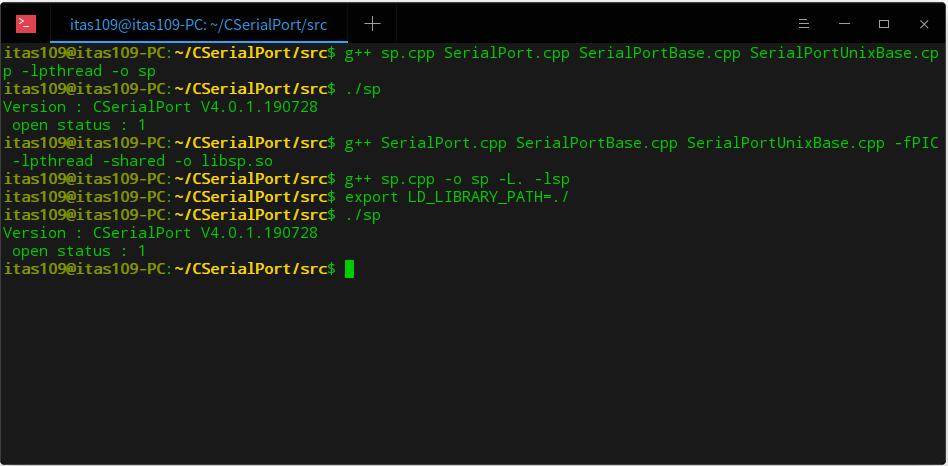 itas109@itas109-PC: ~/CSerialPort/src
itas109@itas109-PC:~/CSerialPort/src$ g++ sp.cpp SerialPort.cpp SerialPortBase.cpp SerialPortUnixBase.cp
p -lpthread -o sp
itas109@itas109-PC:~/CSerialPort/src$ ./sp
Version : CSerialPort V4.0.1.190728
 open status : 1
itas109@itas109-PC:~/CSerialPort/src$ g++ SerialPort.cpp SerialPortBase.cpp SerialPortUnixBase.cpp -fPIC
 -lpthread -shared -o libsp.so
itas109@itas109-PC:~/CSerialPort/src$ g++ sp.cpp -o sp -L. -lsp
itas109@itas109-PC:~/CSerialPort/src$ export LD_LIBRARY_PATH=./
itas109@itas109-PC:~/CSerialPort/src$ ./sp
Version : CSerialPort V4.0.1.190728
 open status : 1
itas109@itas109-PC:~/CSerialPort/src$